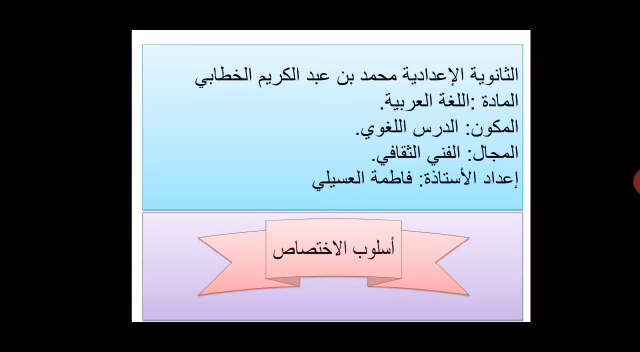 الثانوية الإعدادية محمد بن عبد الكريم الخطابي
المادة :اللغة العربية.
المكون: الدرس اللغوي.
المجال: الفني الثقافي.
إعداد الأستاذة: فاطمة العسيلي
أسلوب الاختصاص